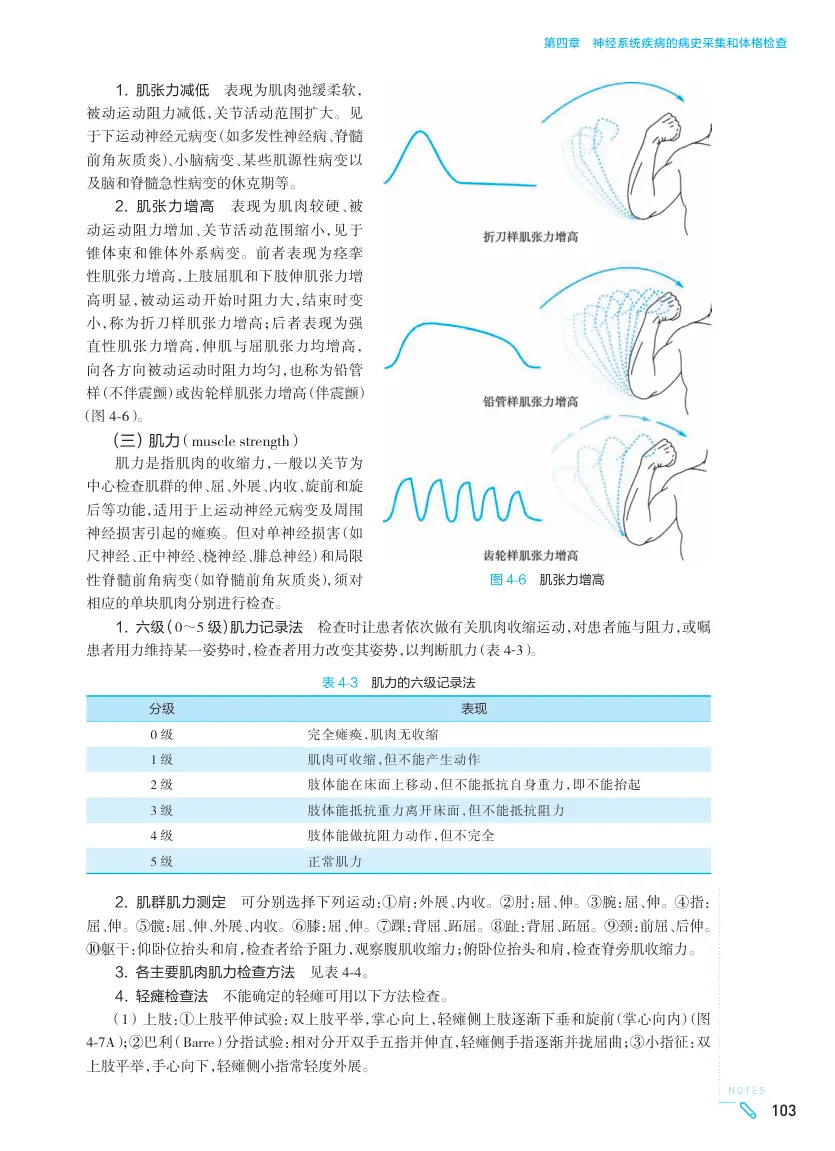 第四章 神经系统疾病的病史采集和体格检查
1. 肌张力减低 表现为肌肉弛缓柔软,
被动运动阻力减低,关节活动范围扩大。见
于下运动神经元病变(如多发性神经病、脊髓
前角灰质炎)、小脑病变、某些肌源性病变以
及脑和脊髓急性病变的休克期等。
2. 肌张力增高 表现为肌肉较硬、被
动运动阻力增加、关节活动范围缩小,见于
锥体束和锥体外系病变。前者表现为痉挛
性肌张力增高,上肢屈肌和下肢伸肌张力增
高明显,被动运动开始时阻力大,结束时变
小,称为折刀样肌张力增高;后者表现为强
直性肌张力增高,伸肌与屈肌张力均增高,
向各方向被动运动时阻力均匀,也称为铅管
样(不伴震颤)或齿轮样肌张力增高(伴震颤)
(图 4-6)。
(三) 肌力(muscle strength)
肌力是指肌肉的收缩力,一般以关节为
中心检查肌群的伸、屈、外展、内收、旋前和旋
后等功能,适用于上运动神经元病变及周围
神经损害引起的瘫痪。但对单神经损害(如
尺神经、正中神经、桡神经、腓总神经)和局限
性脊髓前角病变(如脊髓前角灰质炎),须对
相应的单块肌肉分别进行检查。
折刀样肌张力增高
铅管样肌张力增高
齿轮样肌张力增高
图 4-6 肌张力增高
1. 六级(0～5 级)肌力记录法 检查时让患者依次做有关肌肉收缩运动,对患者施与阻力,或嘱
患者用力维持某一姿势时,检查者用力改变其姿势,以判断肌力(表 4-3)。
表 4-3 肌力的六级记录法
分级 表现
0 级 完全瘫痪,肌肉无收缩
1 级 肌肉可收缩,但不能产生动作
2 级 肢体能在床面上移动,但不能抵抗自身重力,即不能抬起
3 级 肢体能抵抗重力离开床面,但不能抵抗阻力
4 级 肢体能做抗阻力动作,但不完全
5 级 正常肌力
2. 肌群肌力测定 可分别选择下列运动:①肩:外展、内收。②肘:屈、伸。③腕:屈、伸。④指:
屈、伸。⑤髋:屈、伸、外展、内收。⑥膝:屈、伸。⑦踝:背屈、跖屈。⑧趾:背屈、跖屈。⑨颈:前屈、后伸。
⑩躯干:仰卧位抬头和肩,检查者给予阻力,观察腹肌收缩力;俯卧位抬头和肩,检查脊旁肌收缩力。
3. 各主要肌肉肌力检查方法 见表 4-4。
4. 轻瘫检查法 不能确定的轻瘫可用以下方法检查。
(1) 上肢:①上肢平伸试验:双上肢平举,掌心向上,轻瘫侧上肢逐渐下垂和旋前(掌心向内)(图
4-7A);②巴利(Barre)分指试验:相对分开双手五指并伸直,轻瘫侧手指逐渐并拢屈曲;③小指征:双
上肢平举,手心向下,轻瘫侧小指常轻度外展。
NOTES
103